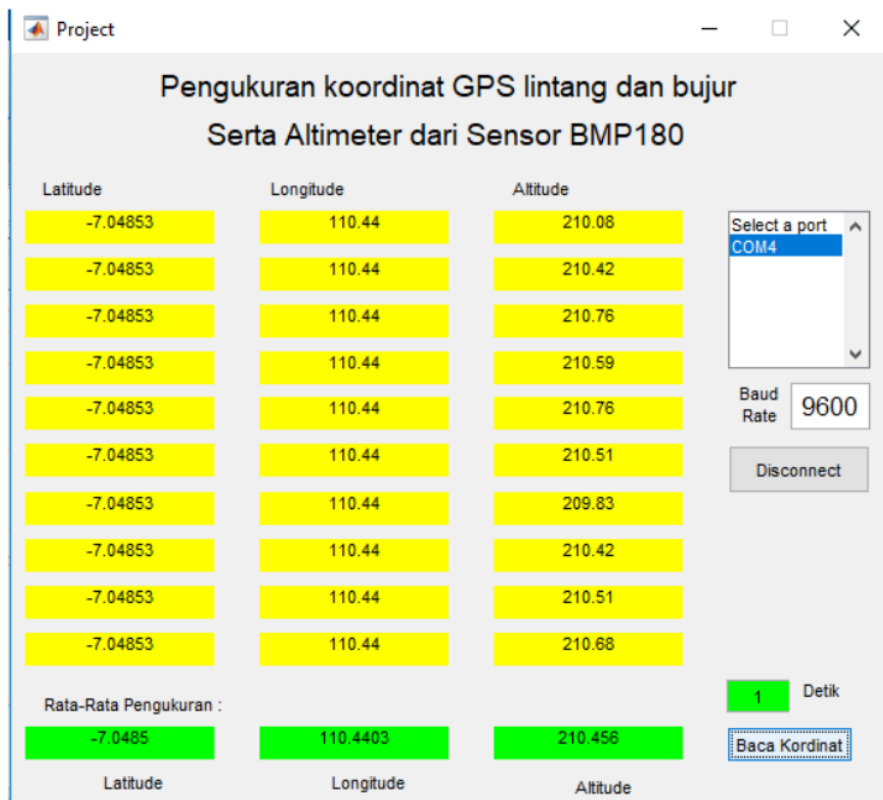 Project
Pengukuran koordinat GPS lintang dan bujur
Serta Altimeter dari Sensor BMP180
Latitude Longitude Altitude
-7.04853 110.44 210.08
-7.04853 110.44 210.42
-7.04853 110.44 210.76
-7.04853 110.44 210.59
-7.04853 110.44 210.76
-7.04853 110.44 210.51
-7.04853 110.44 209.83
-7.04853 110.44 210.42
-7.04853 110.44 210.51
-7.04853 110.44 210.68
Select a port
COM4
Baud
Rate 9600
Disconnect
1 Detik
Rata-Rata Pengukuran :
-7.0485 110.4403 210.456
Baca Kordinat
Latitude Longitude Altitude